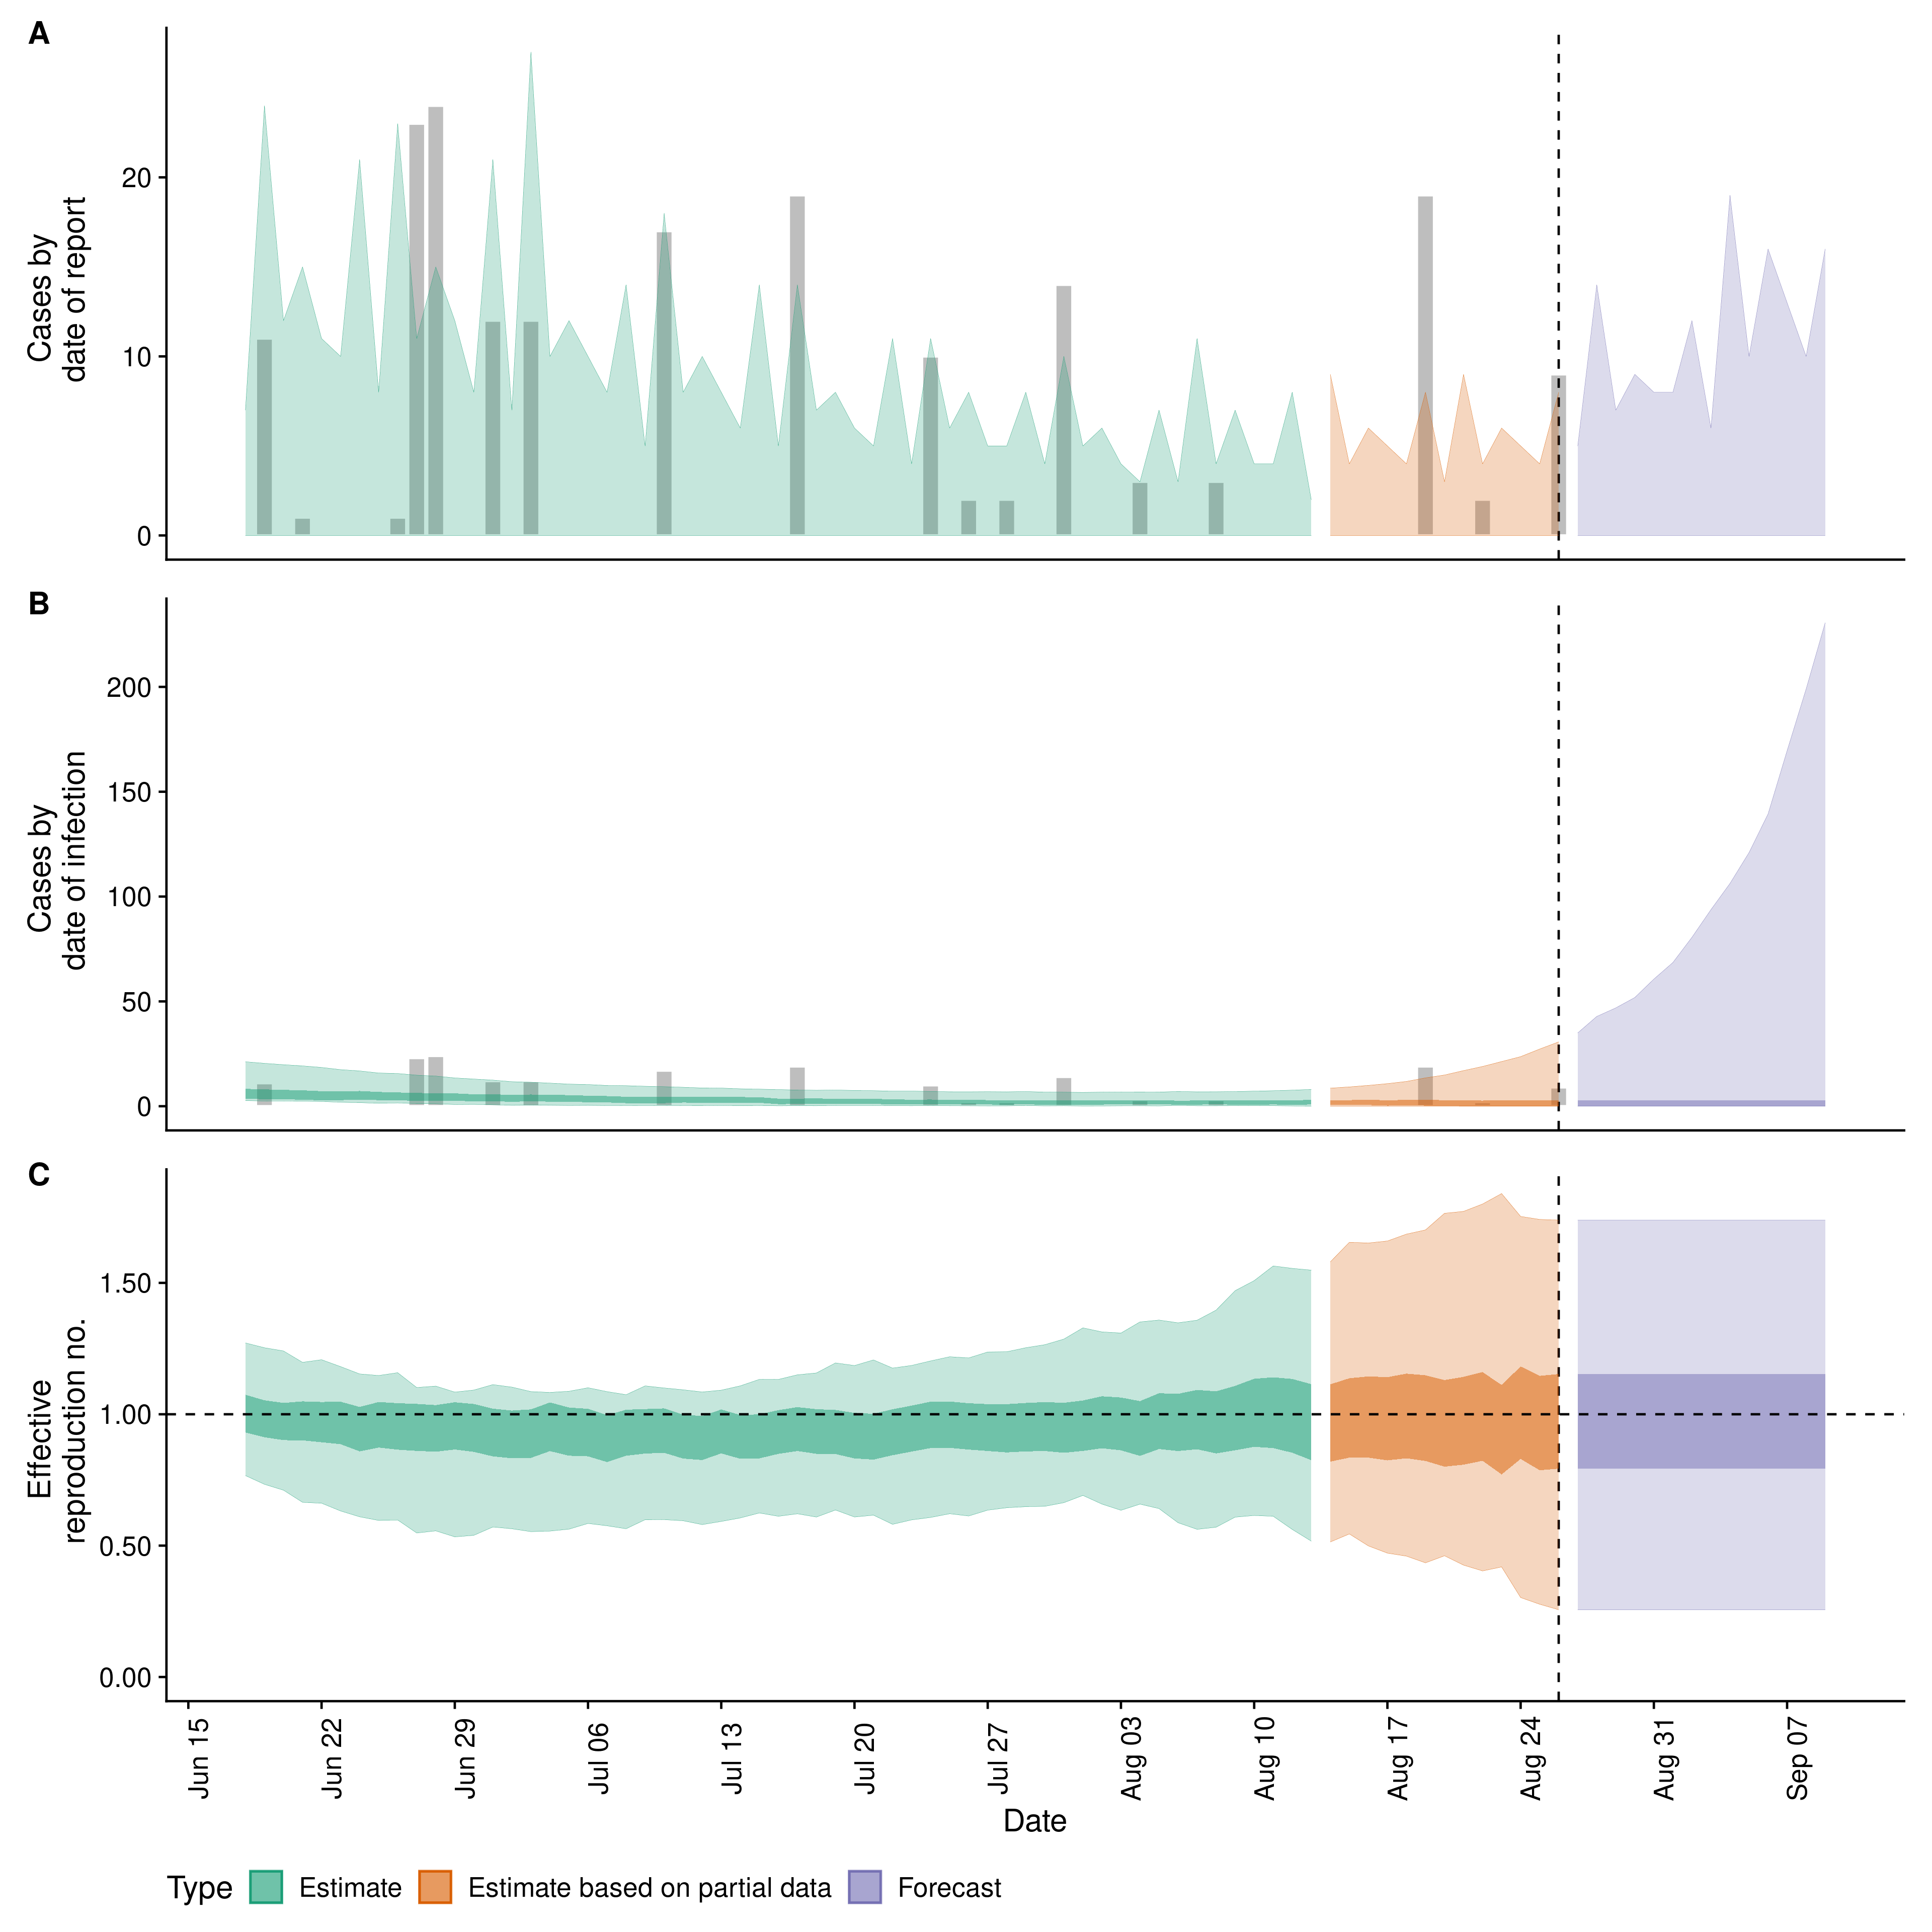 A
Cases by
date of report
20
10
0
B
Cases by
date of infection
200
150
100
50
0
C
Effective
reproduction no.
1.50
1.00
0.50
0.00
Jun 15
Jun 22
Jun 29
Jul 06
Jul 13
Jul 20
Jul 27
Aug 03
Aug 10
Aug 17
Aug 24
Aug 31
Sep 07
Date
Type
Estimate
Estimate based on partial data
Forecast